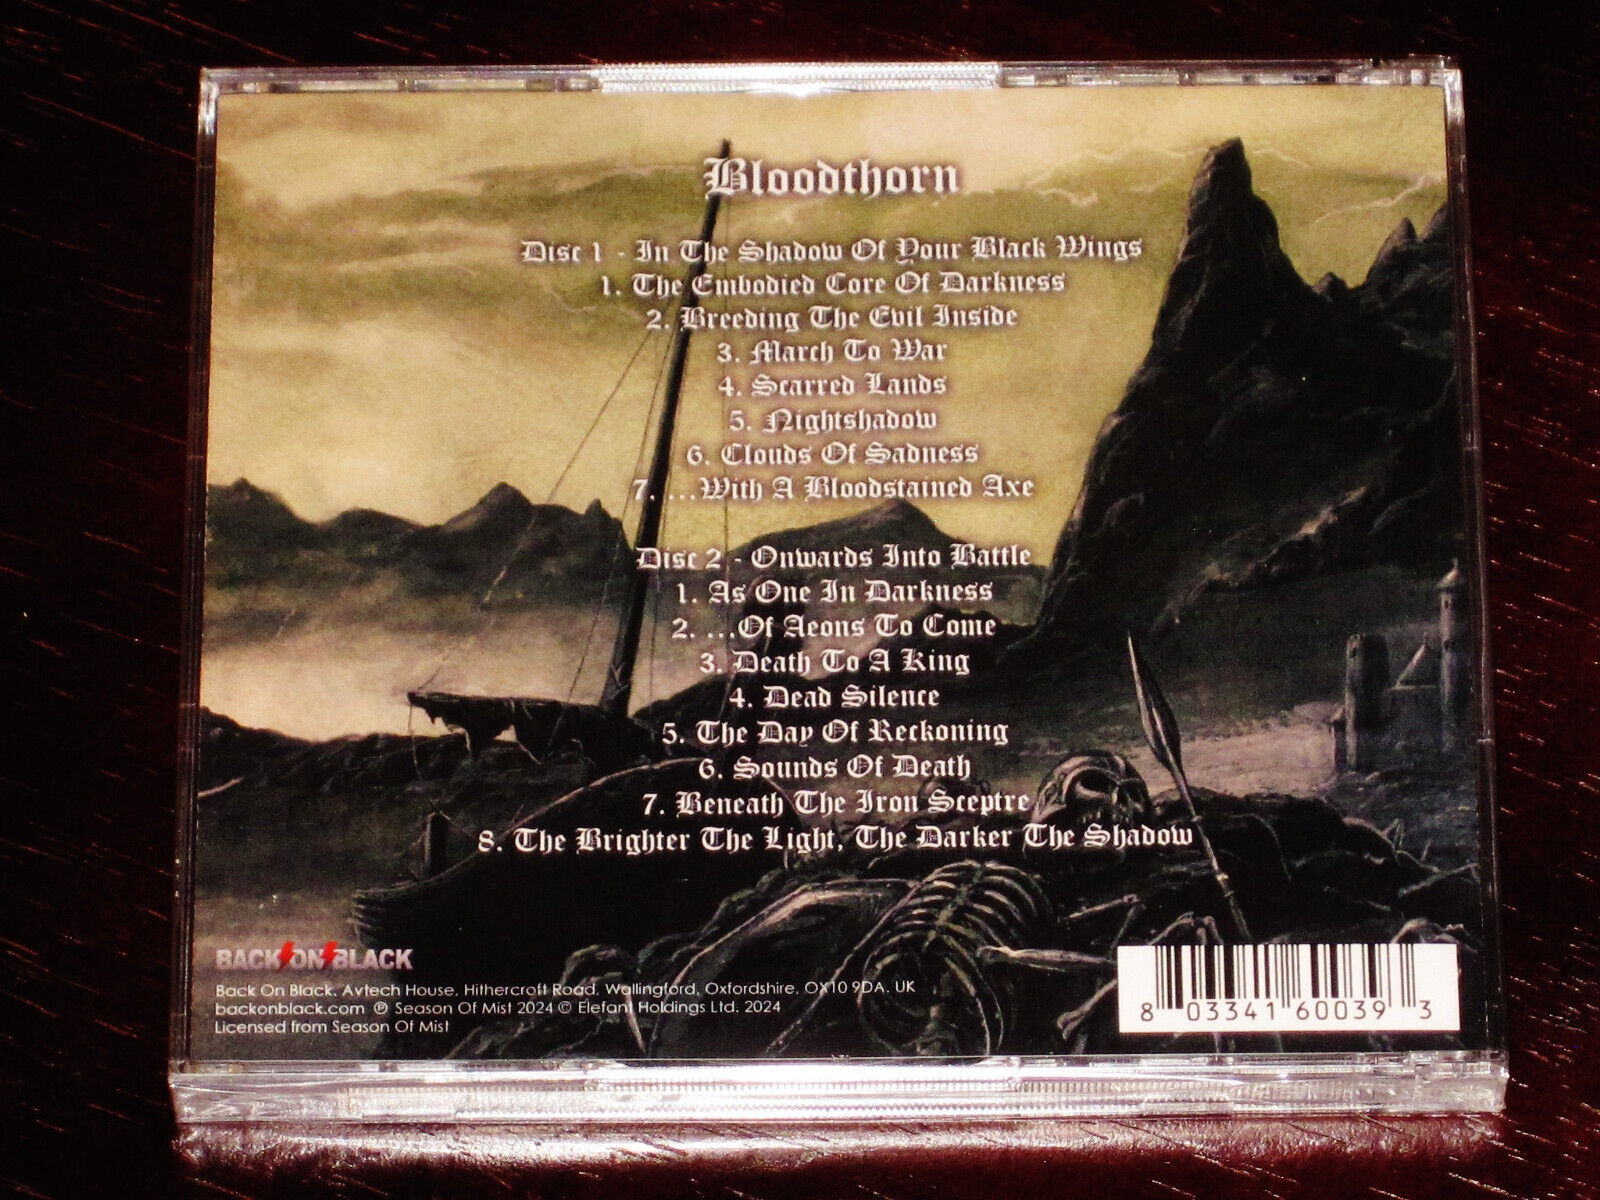 Bloodthorn
Disc 1 - In The Shadow Of Your Black Wings
1. The Embodied Core Of Darkness
2. Breeding The Evil Inside
3. March To War
4. Scarred Lands
5. Nightshadow
6. Clouds Of Sadness
7. ...With A Bloodstained Axe
Disc 2 - Onwards Into Battle
1. As One In Darkness
2. ...Of Aeons To Come
3. Death To A King
4. Dead Silence
5. The Day Of Reckoning
6. Sounds Of Death
7. Beneath The Iron Sceptre
8. The Brighter The Light, The Darker The Shadow
BACK ON BLACK
Back On Black, Avtech House, Hithercroft Road, Wallingford, Oxfordshire, OX10 9DA. UK
backonblack.com ℗ Season Of Mist 2024 © Elefant Holdings Ltd. 2024
Licensed from Season Of Mist
8 03341 60039 3